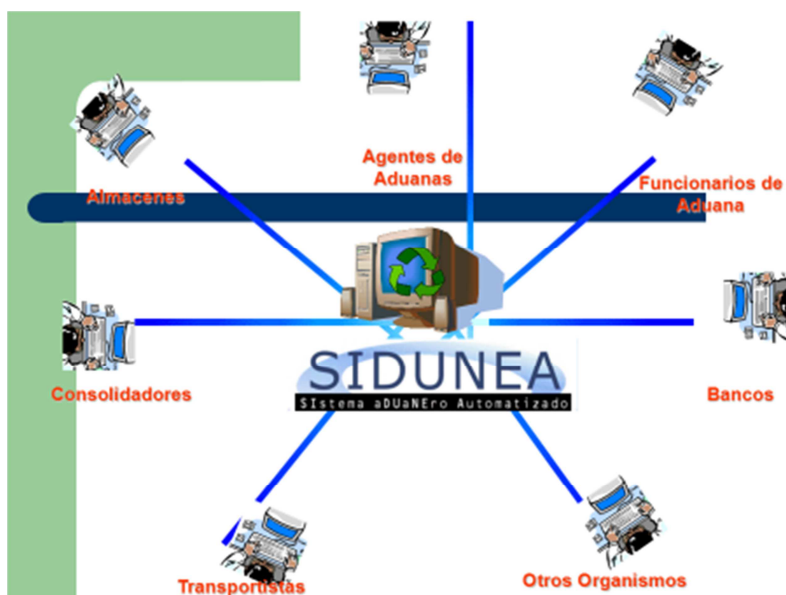 Agentes de
Aduanas
Almacenes
Funcionarios de
Aduana
SIDUNEA
SIstema aDUaNEro Automatizado
Consolidadores
Bancos
Transportistas
Otros Organismos